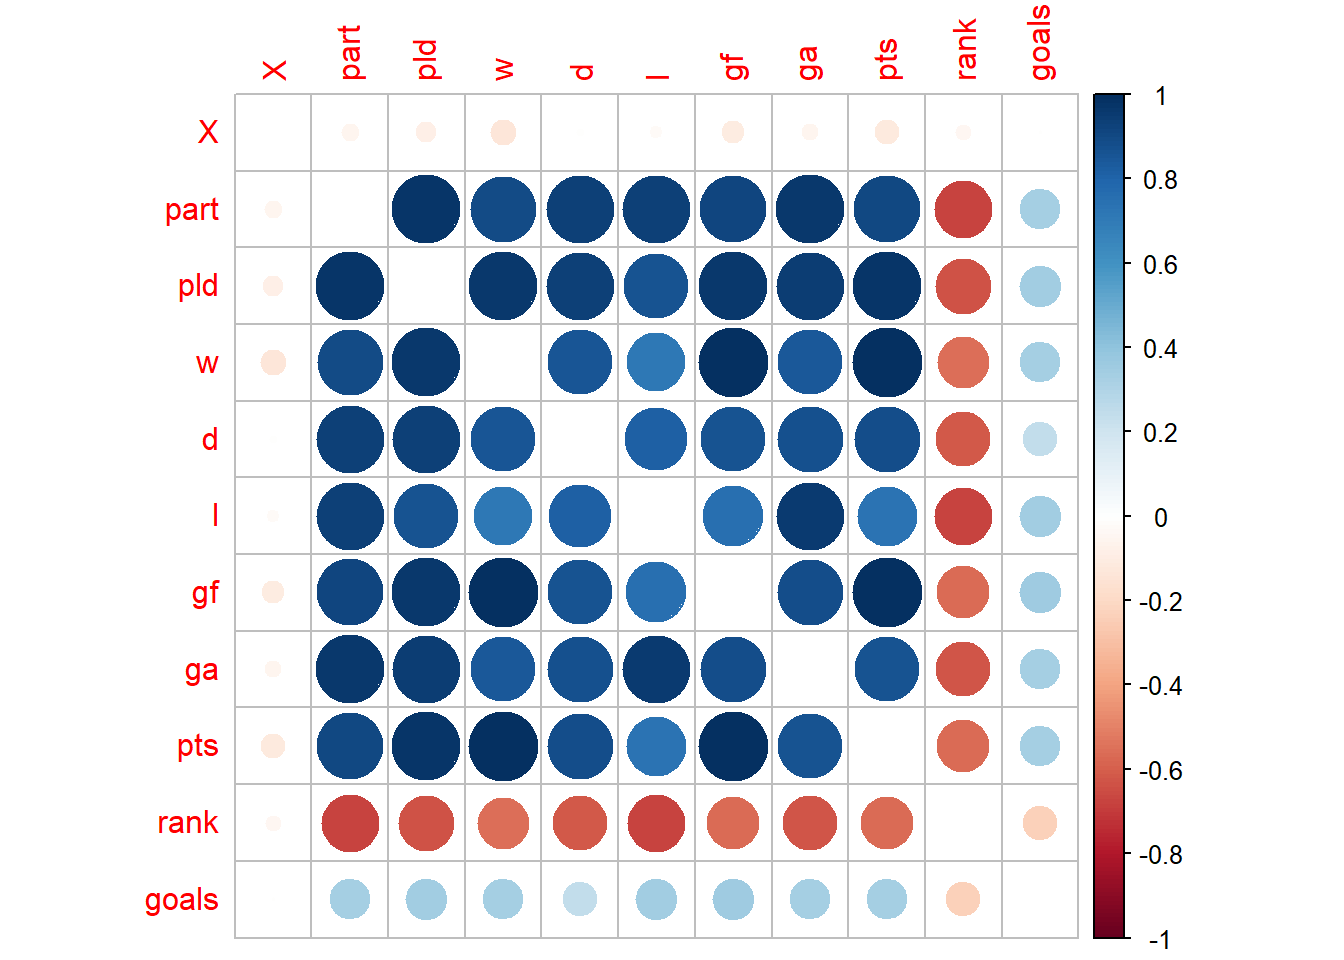 X part pld w d l gf ga pts rank goals
X
part
pld
w
d
l
gf
ga
pts
rank
goals
1
0.8
0.6
0.4
0.2
0
-0.2
-0.4
-0.6
-0.8
-1